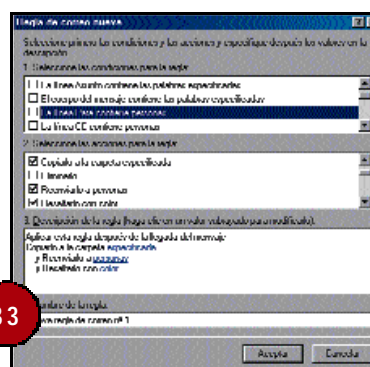 Regla de correo nueva
Seleccione primero las condiciones y las acciones y especifique después los valores en la
descripción.
1. Seleccione las condiciones para la regla:
La línea Asunto contiene las palabras especificadas
El cuerpo del mensaje contiene las palabras especificadas
La línea Para contiene personas
La línea CC contiene personas
2. Seleccione las acciones para la regla:
Copiarlo a la carpeta especificada
Eliminarlo
Reenviarlo a personas
Resaltarlo con color
3. Descripción de la regla (haga clic en un valor subrayado para modificarlo):
Aplicar esta regla después de la llegada del mensaje
Copiarlo a la carpeta especificada
y Reenviarlo a personas
y Resaltarlo con color
33
ombre de la regla:
va regla de correo nº 1
Aceptar Cancelar